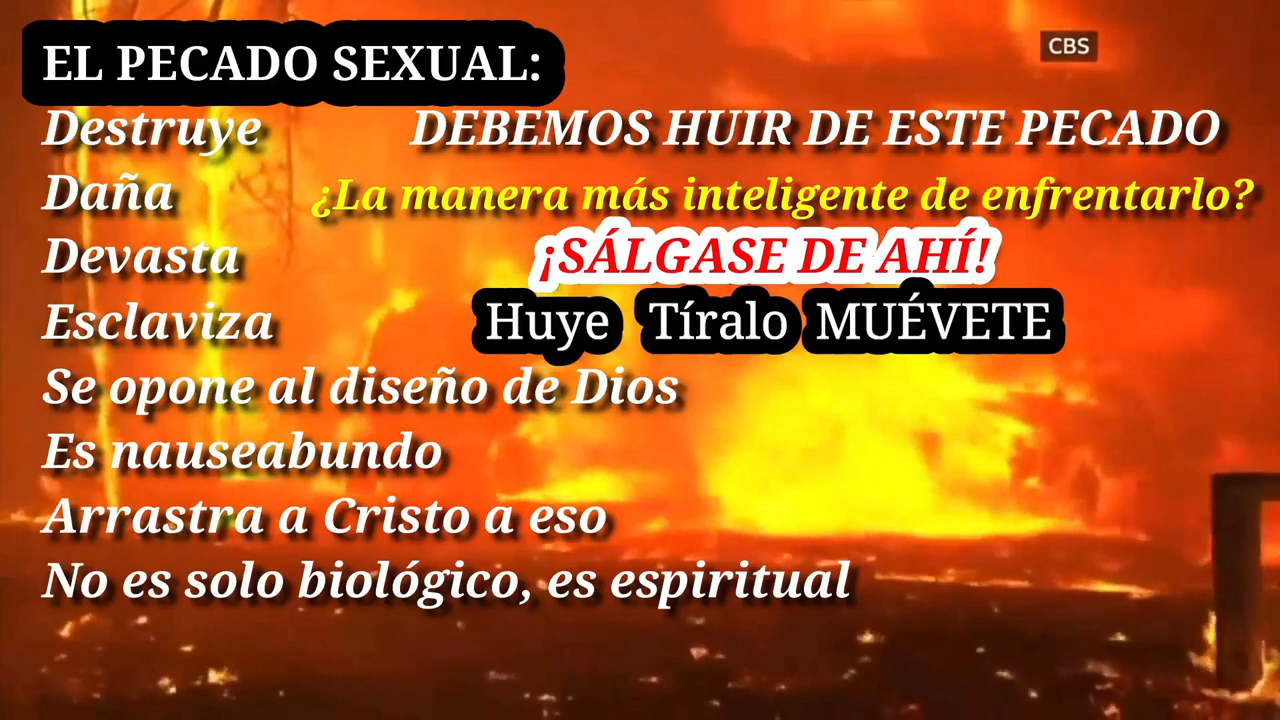 CBS
EL PECADO SEXUAL:
Destruye
DEBEMOS HUIR DE ESTE PECADO
Daña
¿La manera más inteligente de enfrentarlo?
Devasta
¡SÁLGASE DE AHÍ!
Esclaviza
Huye Tíralo MUÉVETE
Se opone al diseño de Dios
Es nauseabundo
Arrastra a Cristo a eso
No es solo biológico, es espiritual